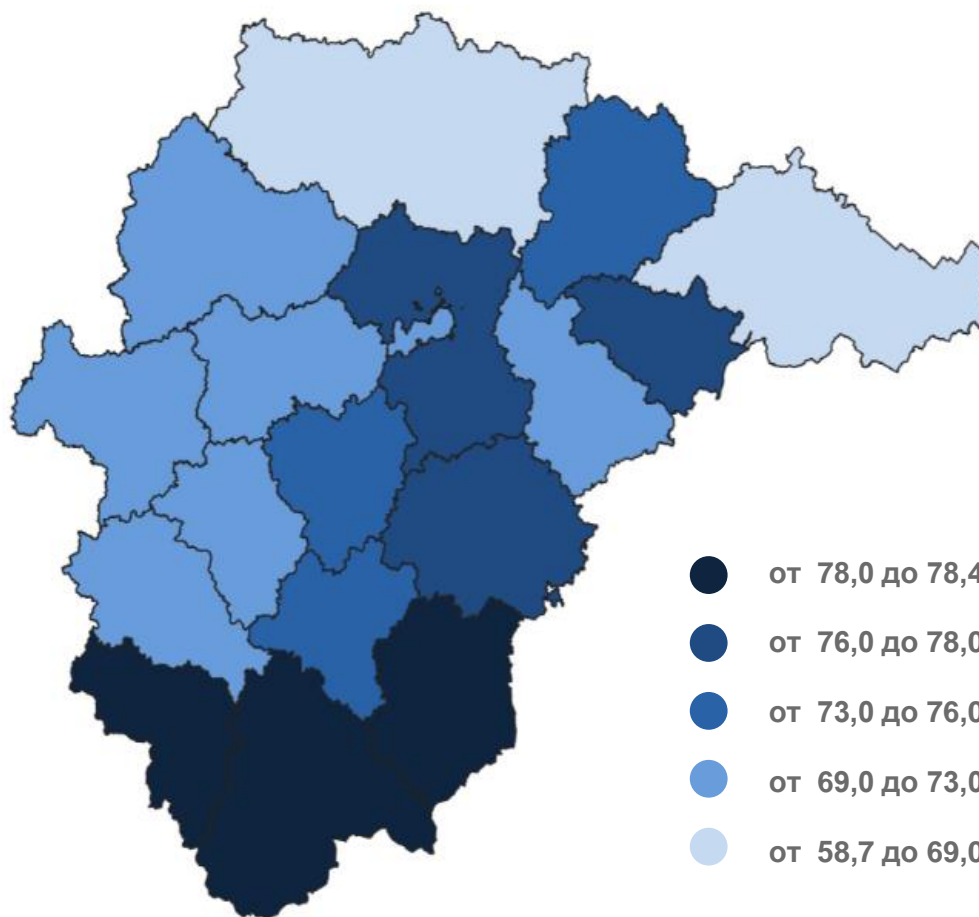 от 78,0 до 78,4
от 76,0 до 78,0
от 73,0 до 76,0
от 69,0 до 73,0
от 58,7 до 69,0